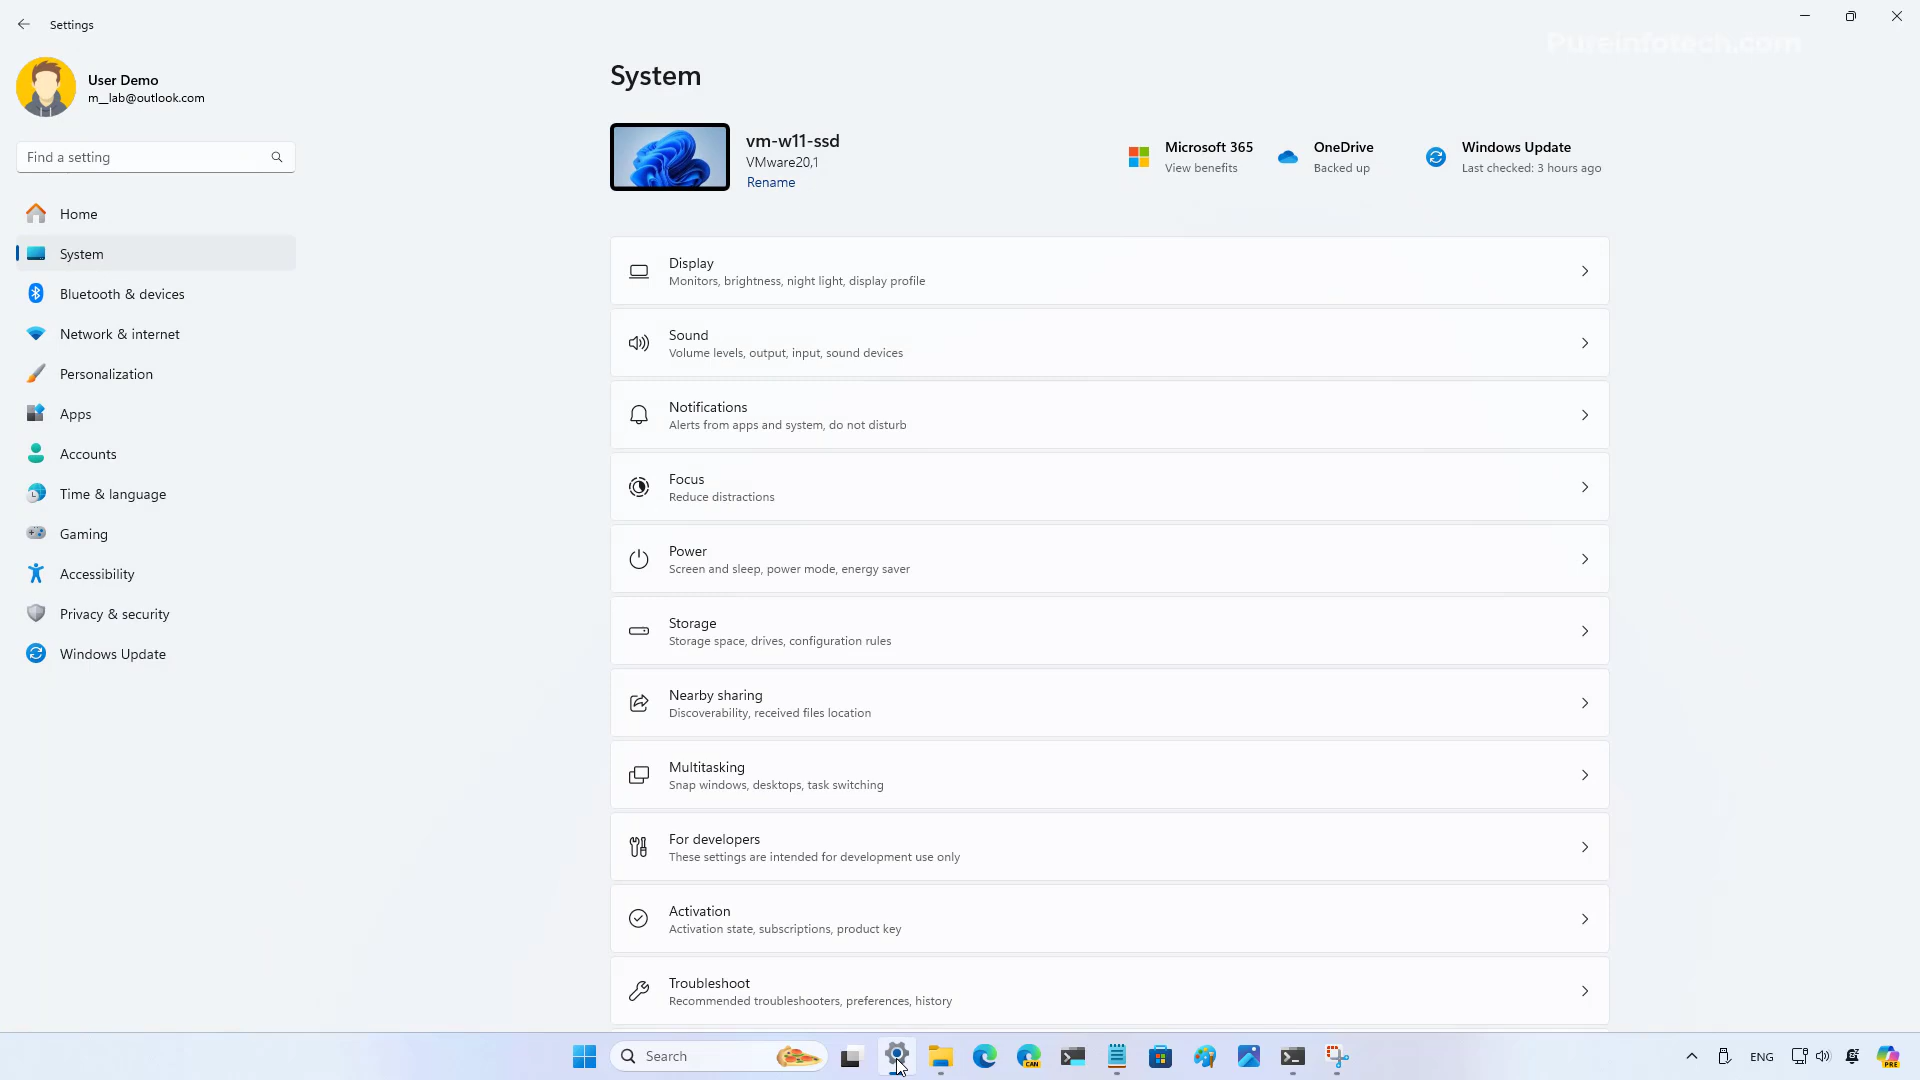 Settings
Pureinfotech.com
User Demo
m__lab@outlook.com
Find a setting
Home
System
Bluetooth & devices
Network & internet
Personalization
Apps
Accounts
Time & language
Gaming
Accessibility
Privacy & security
Windows Update
System
vm-w11-ssd
VMware20,1
Rename
Microsoft 365
View benefits
OneDrive
Backed up
Windows Update
Last checked: 3 hours ago
Display
Monitors, brightness, night light, display profile
Sound
Volume levels, output, input, sound devices
Notifications
Alerts from apps and system, do not disturb
Focus
Reduce distractions
Power
Screen and sleep, power mode, energy saver
Storage
Storage space, drives, configuration rules
Nearby sharing
Discoverability, received files location
Multitasking
Snap windows, desktops, task switching
For developers
These settings are intended for development use only
Activation
Activation state, subscriptions, product key
Troubleshoot
Recommended troubleshooters, preferences, history
Search
CAN
ENG
PRE